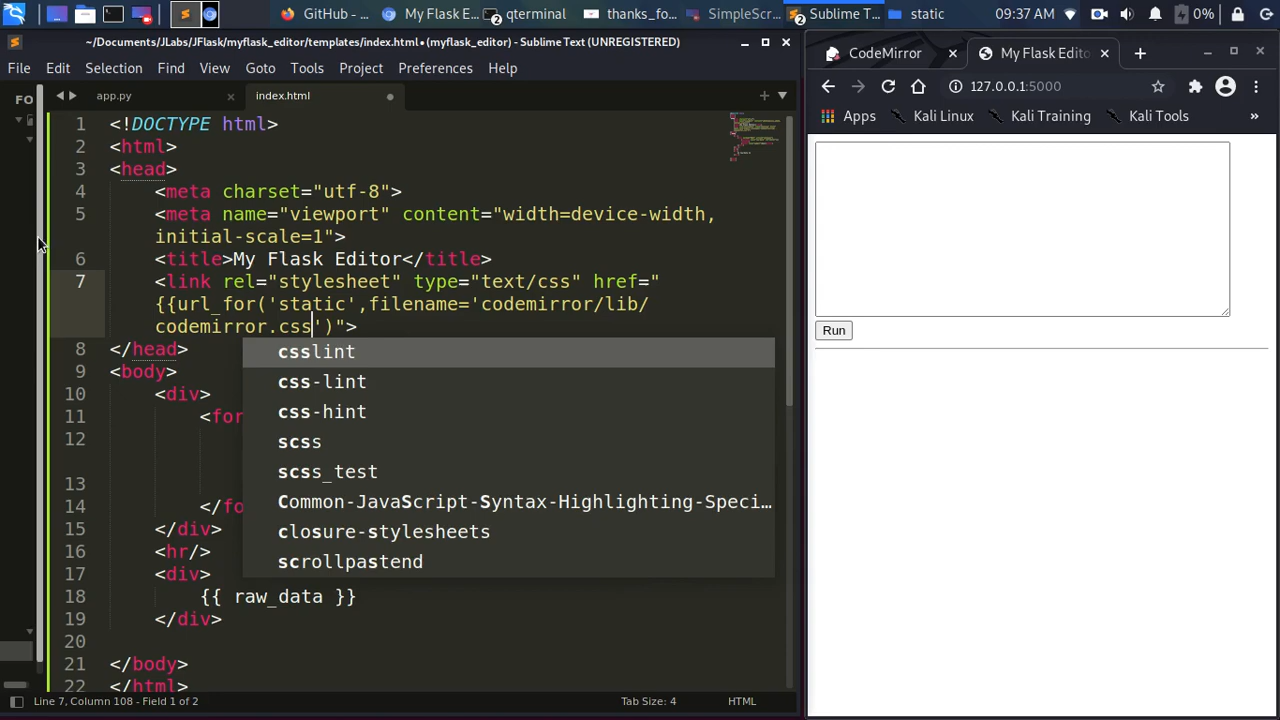 GitHub - ...
My Flask E...
qterminal
thanks_fo...
SimpleScr...
Sublime T...
static
09:37 AM
0%
~/Documents/JLabs/JFlask/myflask_editor/templates/index.html • (myflask_editor) - Sublime Text (UNREGISTERED)
File Edit Selection Find View Goto Tools Project Preferences Help
FO
app.py
index.html
1 <!DOCTYPE html>
2 <html>
3 <head>
4 <meta charset="utf-8">
5 <meta name="viewport" content="width=device-width,
initial-scale=1">
6 <title>My Flask Editor</title>
7 <link rel="stylesheet" type="text/css" href="
{{url_for('static',filename='codemirror/lib/
codemirror.css')">
8 </head>
9 <body>
10 <div>
11 <for
12
13
14 </fo
15 </div>
16 <hr/>
17 <div>
18 {{ raw_data }}
19 </div>
20
21 </body>
22 </html>
csslint
css-lint
css-hint
scss
scss_test
Common-JavaScript-Syntax-Highlighting-Speci...
closure-stylesheets
scrollpastend
Line 7, Column 108 - Field 1 of 2
Tab Size: 4
HTML
CodeMirror
My Flask Edito
127.0.0.1:5000
Apps
Kali Linux
Kali Training
Kali Tools
»
Run